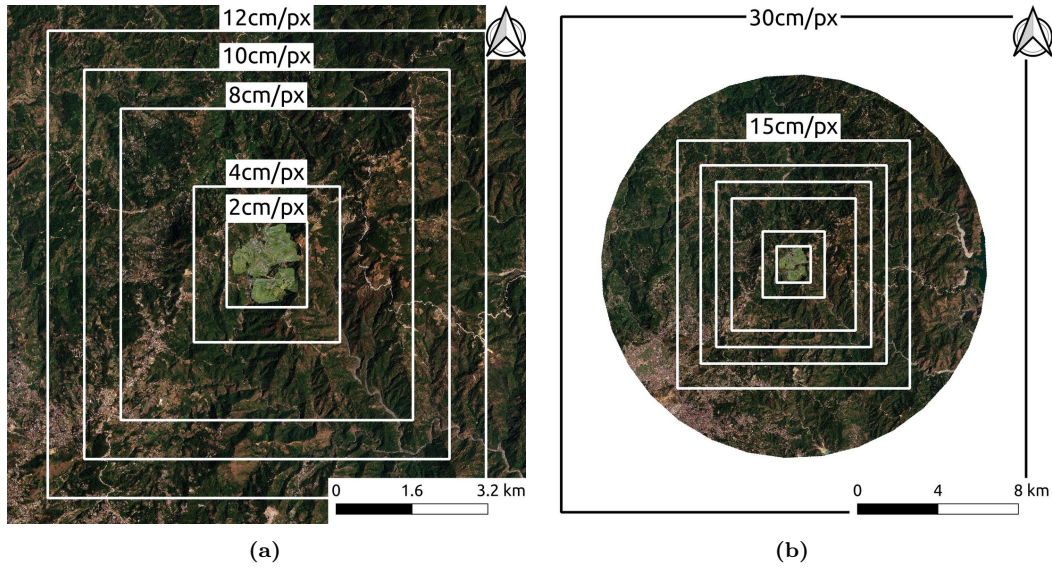 12cm/px
10cm/px
8cm/px
4cm/px
2cm/px
0 1.6 3.2 km
(a)
30cm/px
15cm/px
0 4 8 km
(b)